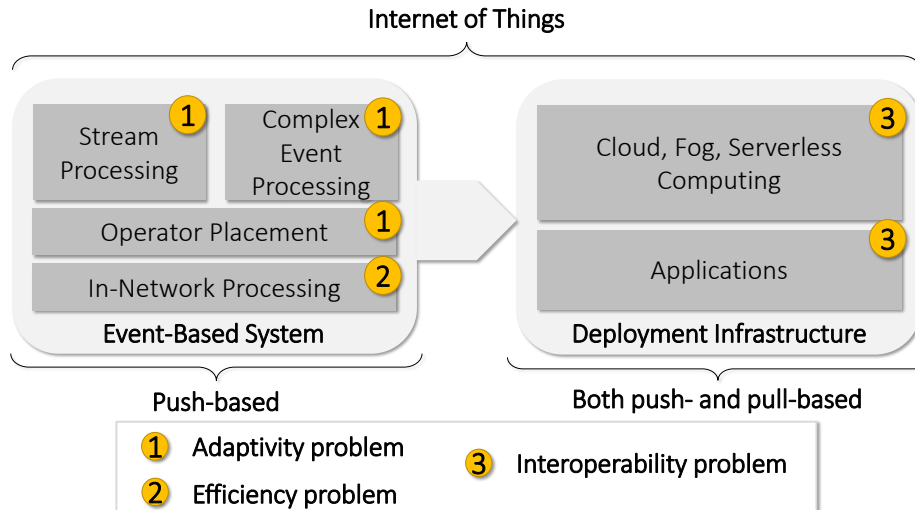 Internet of Things
1
Stream
Processing
1
Complex
Event
Processing
1
Operator Placement
2
In-Network Processing
Event-Based System
3
Cloud, Fog, Serverless
Computing
3
Applications
Deployment Infrastructure
Push-based
Both push- and pull-based
1 Adaptivity problem
2 Efficiency problem
3 Interoperability problem